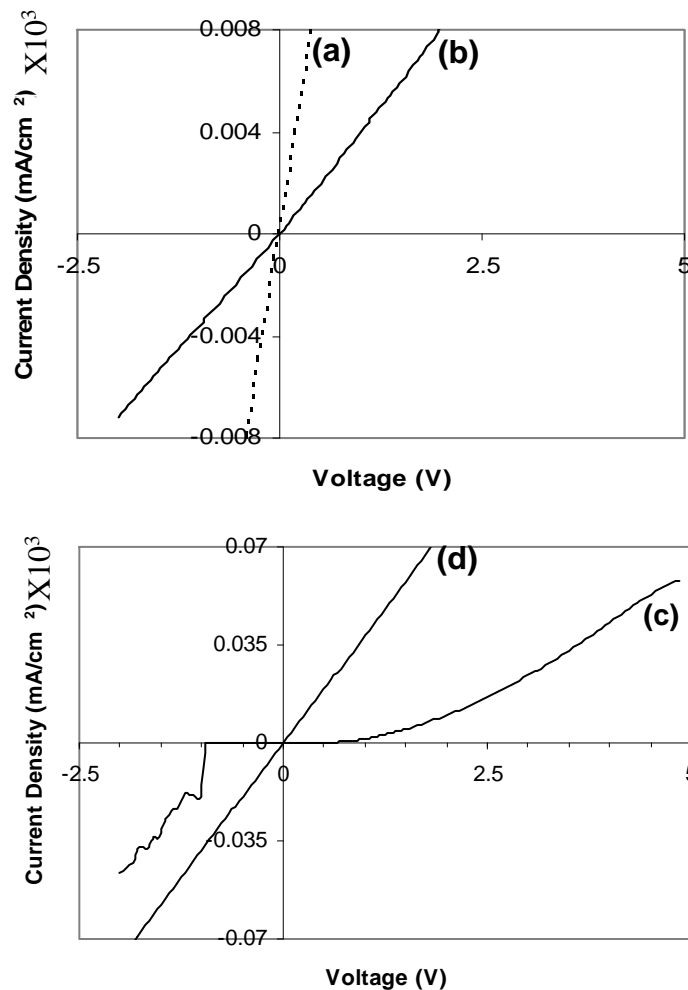 Current Density (mA/cm ²) X10³
0.008
(a)
(b)
0.004
0
-2.5
0
2.5
5
-0.004
-0.008
Voltage (V)
Current Density (mA/cm ²)X10³
0.07
(d)
0.035
(c)
0
-2.5
0
2.5
5
-0.035
-0.07
Voltage (V)